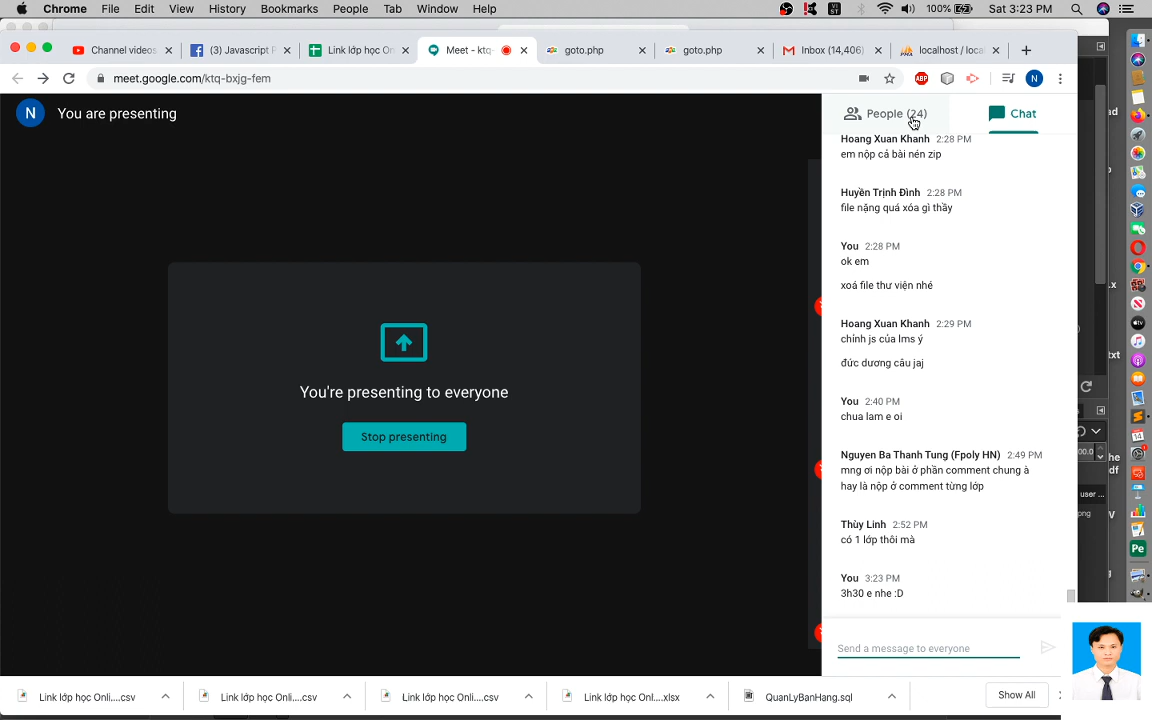 Chrome File Edit View History Bookmarks People Tab Window Help
100% Sat 3:23 PM
Channel videos
(3) Javascript P
Link lớp học On
Meet - ktq-
goto.php
goto.php
Inbox (14,406)
localhost / local
meet.google.com/ktq-bxjg-fem
ABP
N
N You are presenting
People (24)
Chat
Hoang Xuan Khanh 2:28 PM
em nộp cả bài nén zip
Huyền Trịnh Đình 2:28 PM
file nặng quá xóa gì thầy
You 2:28 PM
ok em
xoá file thư viện nhé
Hoang Xuan Khanh 2:29 PM
chính js của lms ý
đức dương câu jaj
You 2:40 PM
chua lam e oi
Nguyen Ba Thanh Tung (Fpoly HN) 2:49 PM
mng ơi nộp bài ở phần comment chung à
hay là nộp ở comment từng lớp
Thùy Linh 2:52 PM
có 1 lớp thôi mà
You 3:23 PM
3h30 e nhe :D
Send a message to everyone
You're presenting to everyone
Stop presenting
Link lớp học Onli....csv
Link lớp học Onli....csv
Link lớp học Onli....csv
Link lớp học Onl....xlsx
QuanLyBanHang.sql
Show All
user ...
Pe